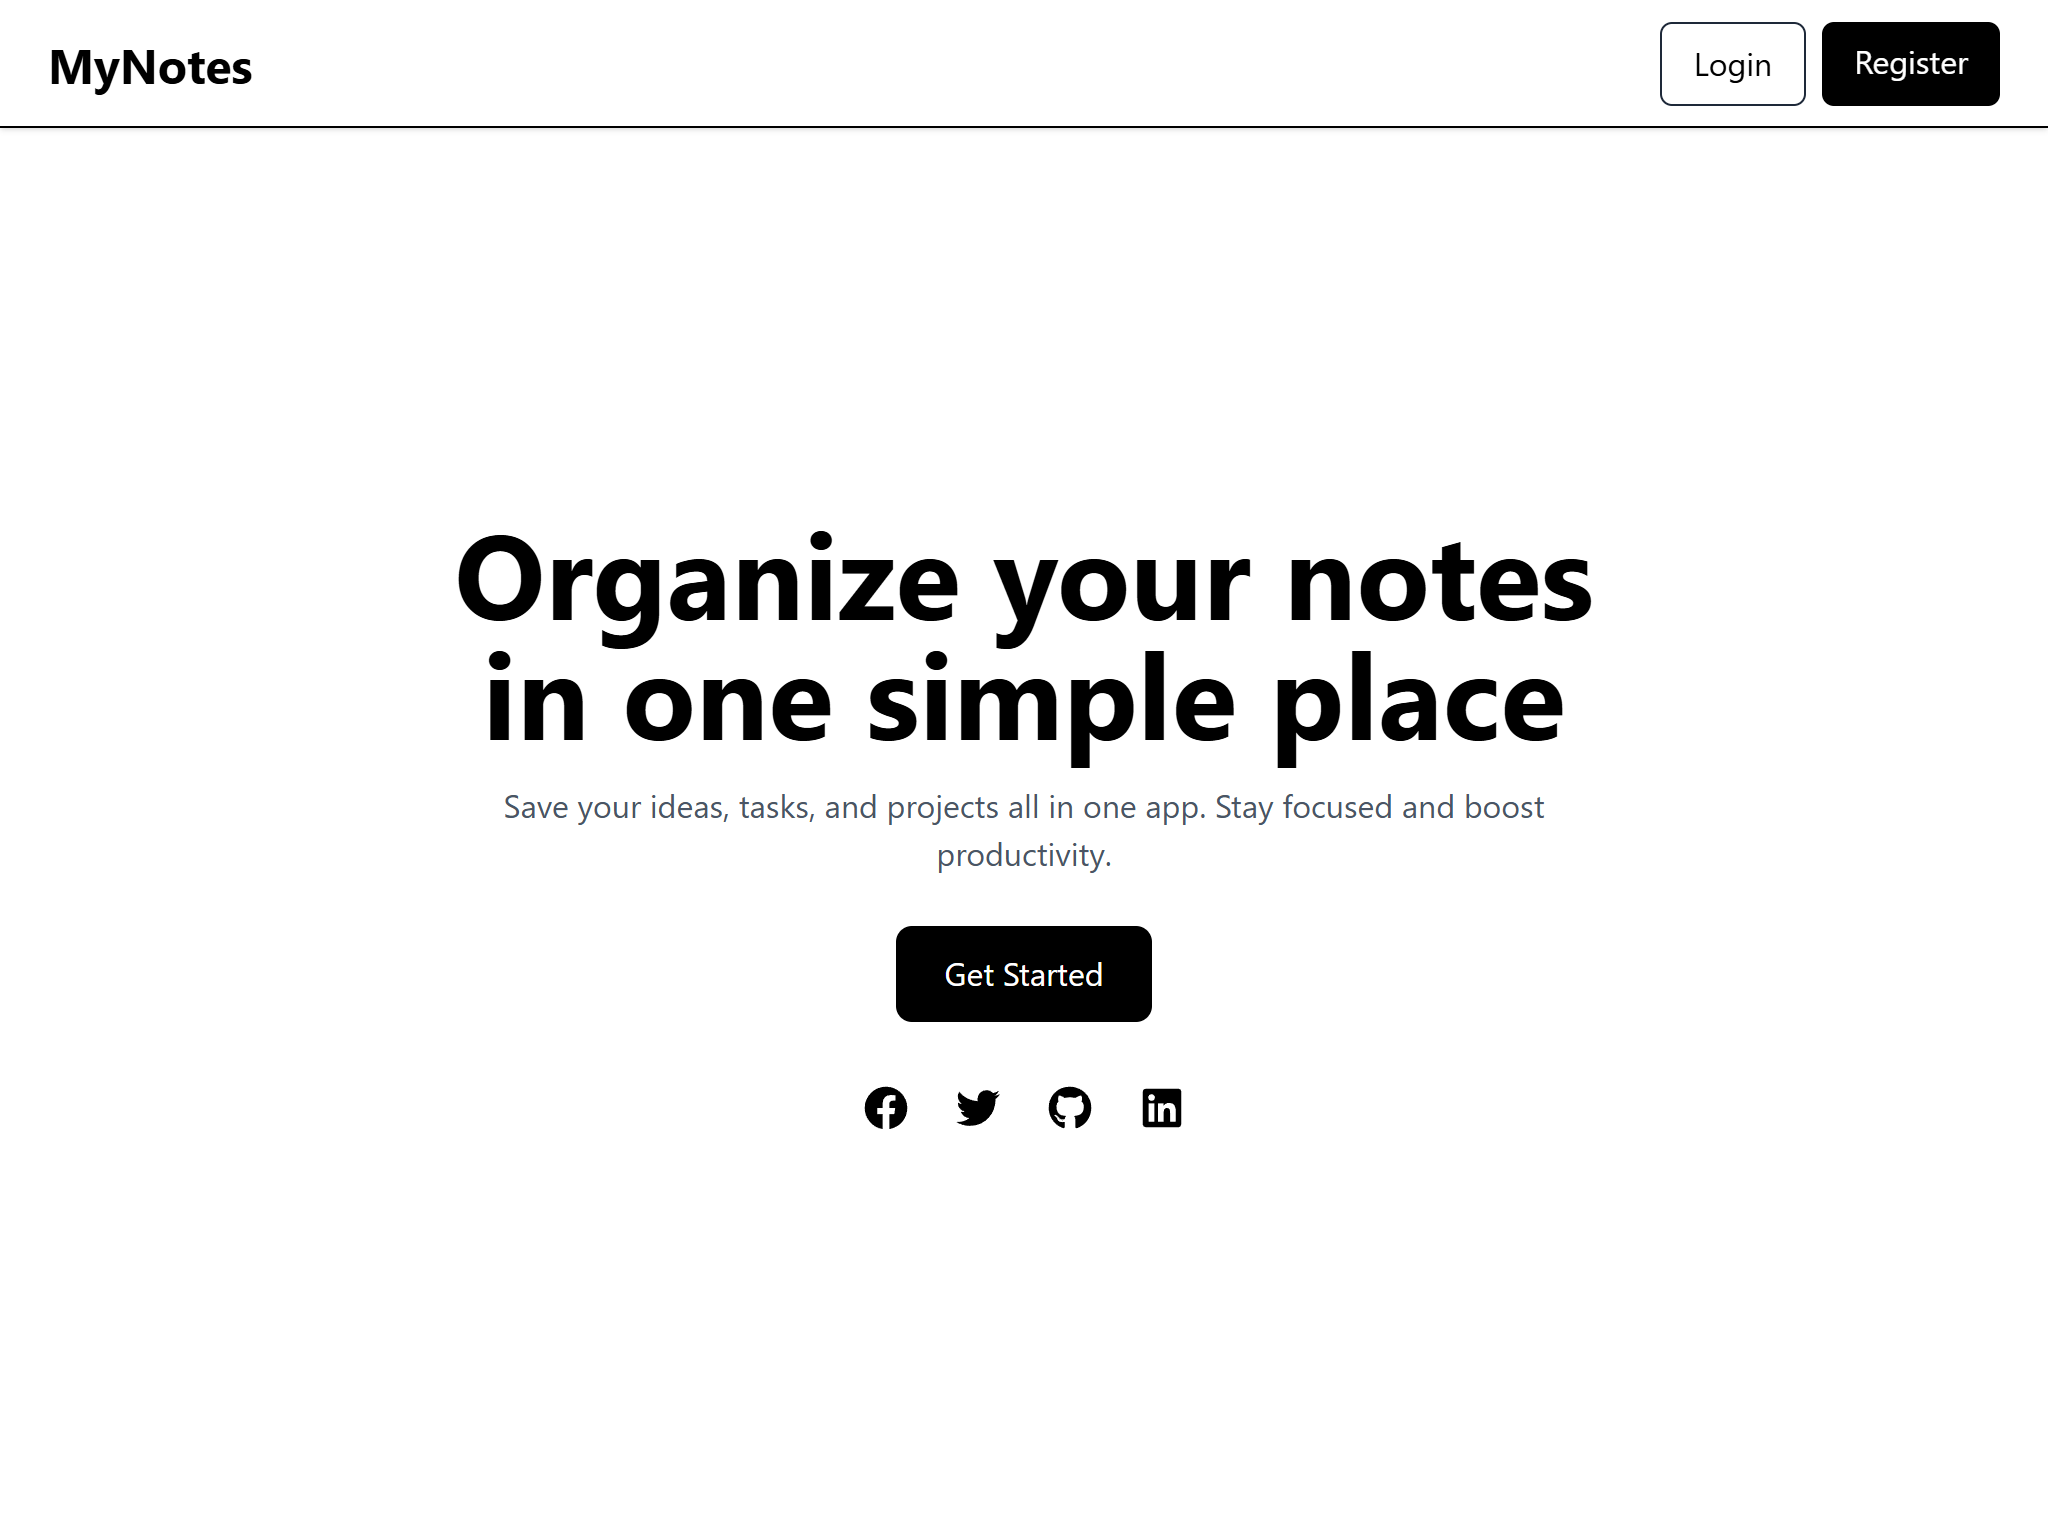 MyNotes
Login
Register
Organize your notes
in one simple place
Save your ideas, tasks, and projects all in one app. Stay focused and boost
productivity.
Get Started